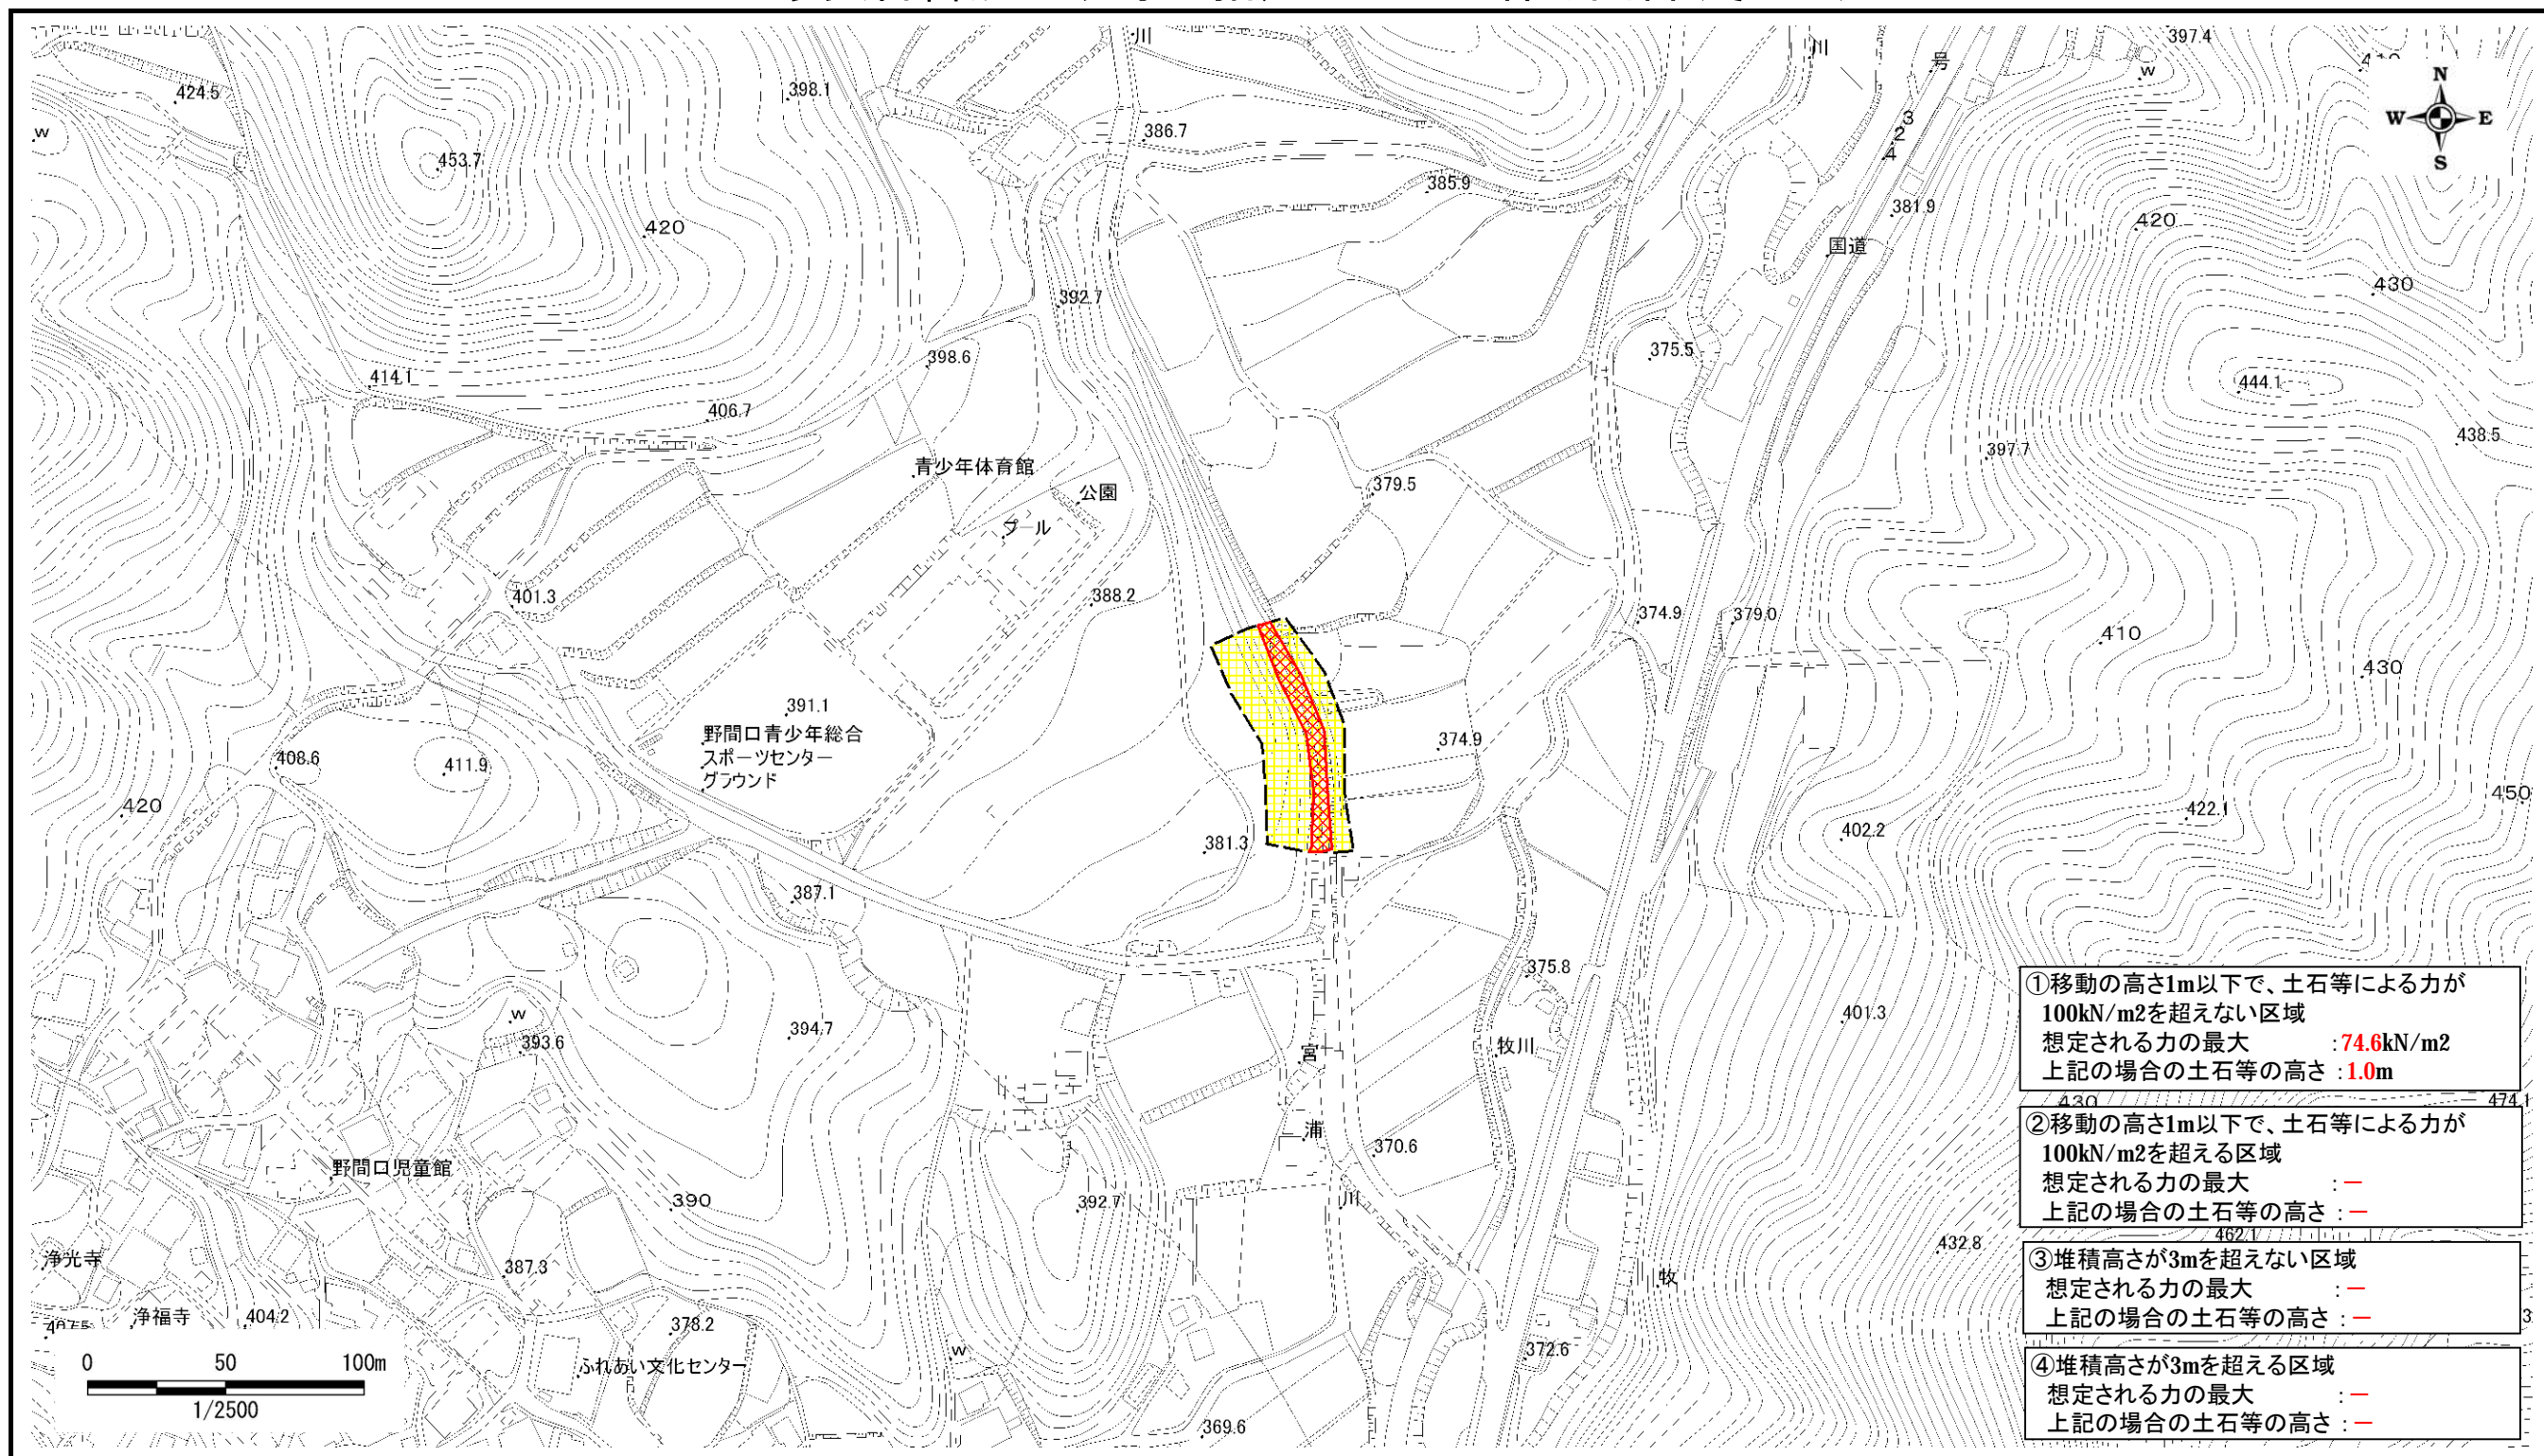 川
川
号
397.4
424.5
398.1
w
W
N
W E
S
3
2
4
386.7
453.7
385.9
381.9
420
420
国道
430
392.7
398.6
375.5
414.1
406.7
444.1
438.5
397.7
青少年体育館
公園
379.5
プール
401.3
388.2
374.9
379.0
410
430
391.1
野間口青少年総合
スポーツセンター
グラウンド
374.9
408.6
411.9
420
450
422.1
402.2
381.3
387.1
375.8
394.7
401.3
w
393.6
宮
牧川
①移動の高さ1m以下で、土石等による力が
100kN/m2を超えない区域
想定される力の最大 :74.6kN/m2
上記の場合の土石等の高さ :1.0m
430
474.1
②移動の高さ1m以下で、土石等による力が
100kN/m2を超える区域
想定される力の最大 :－
上記の場合の土石等の高さ :－
浦
370.6
野間口児童館
390
392.7
川
462.1
432.8
③堆積高さが3mを超えない区域
想定される力の最大 :－
上記の場合の土石等の高さ :－
浄光寺
387.3
牧
浄福寺
404.2
378.2
372.6
w
ふれあい文化センター
④堆積高さが3mを超える区域
想定される力の最大 :－
上記の場合の土石等の高さ :－
0 50 100m
1/2500
369.6